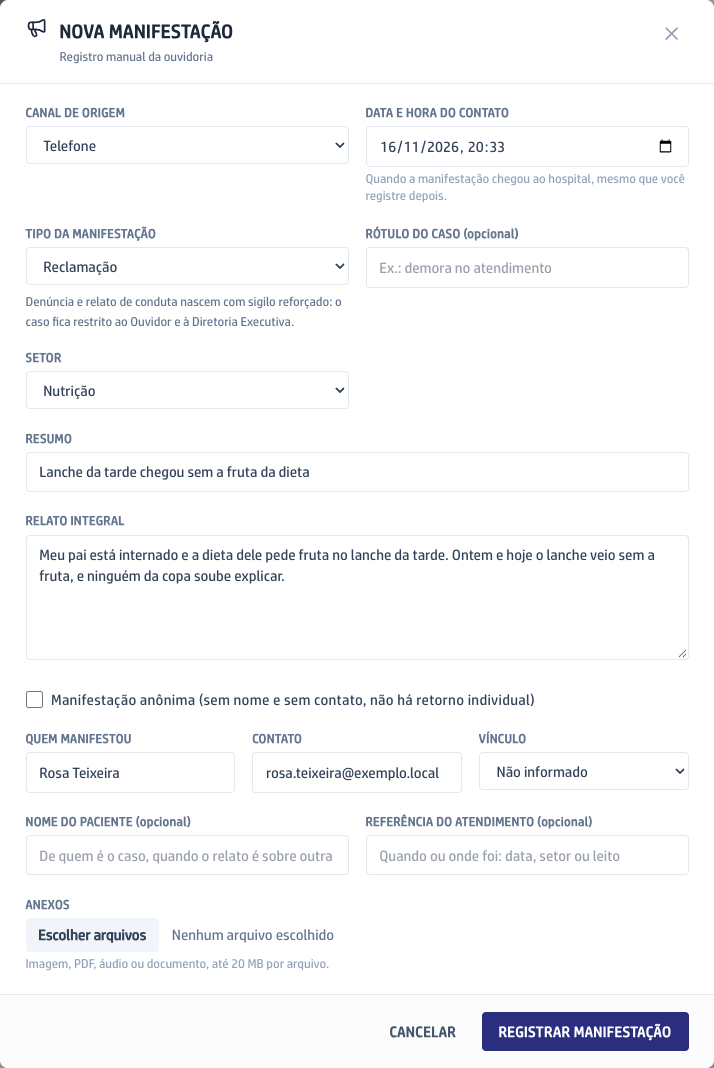 NOVA MANIFESTAÇÃO
Registro manual da ouvidoria
CANAL DE ORIGEM
Telefone
DATA E HORA DO CONTATO
16/11/2026, 20:33
Quando a manifestação chegou ao hospital, mesmo que você
registre depois.
TIPO DA MANIFESTAÇÃO
Reclamação
Denúncia e relato de conduta nascem com sigilo reforçado: o
caso fica restrito ao Ouvidor e à Diretoria Executiva.
RÓTULO DO CASO (opcional)
Ex.: demora no atendimento
SETOR
Nutrição
RESUMO
Lanche da tarde chegou sem a fruta da dieta
RELATO INTEGRAL
Meu pai está internado e a dieta dele pede fruta no lanche da tarde. Ontem e hoje o lanche veio sem a
fruta, e ninguém da copa soube explicar.
Manifestação anônima (sem nome e sem contato, não há retorno individual)
QUEM MANIFESTOU
Rosa Teixeira
CONTATO
rosa.teixeira@exemplo.local
VÍNCULO
Não informado
NOME DO PACIENTE (opcional)
De quem é o caso, quando o relato é sobre outra
REFERÊNCIA DO ATENDIMENTO (opcional)
Quando ou onde foi: data, setor ou leito
ANEXOS
Escolher arquivos
Nenhum arquivo escolhido
Imagem, PDF, áudio ou documento, até 20 MB por arquivo.
CANCELAR
REGISTRAR MANIFESTAÇÃO